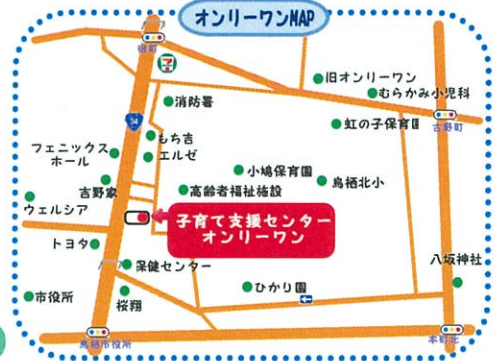 オンリーワンMAP
宿町
7
旧オンリーワン
むらかみ小児科
消防署
34
虹の子保育園
古野町
もち吉
フェニックス
ホール
エルゼ
小鳩保育園
吉野家
高齢者福祉施設
鳥栖北小
ウェルシア
子育て支援センター
オンリーワン
トヨタ
保健センター
八坂神社
市役所
桜翔
ひかり園
鳥栖市役所
本町北